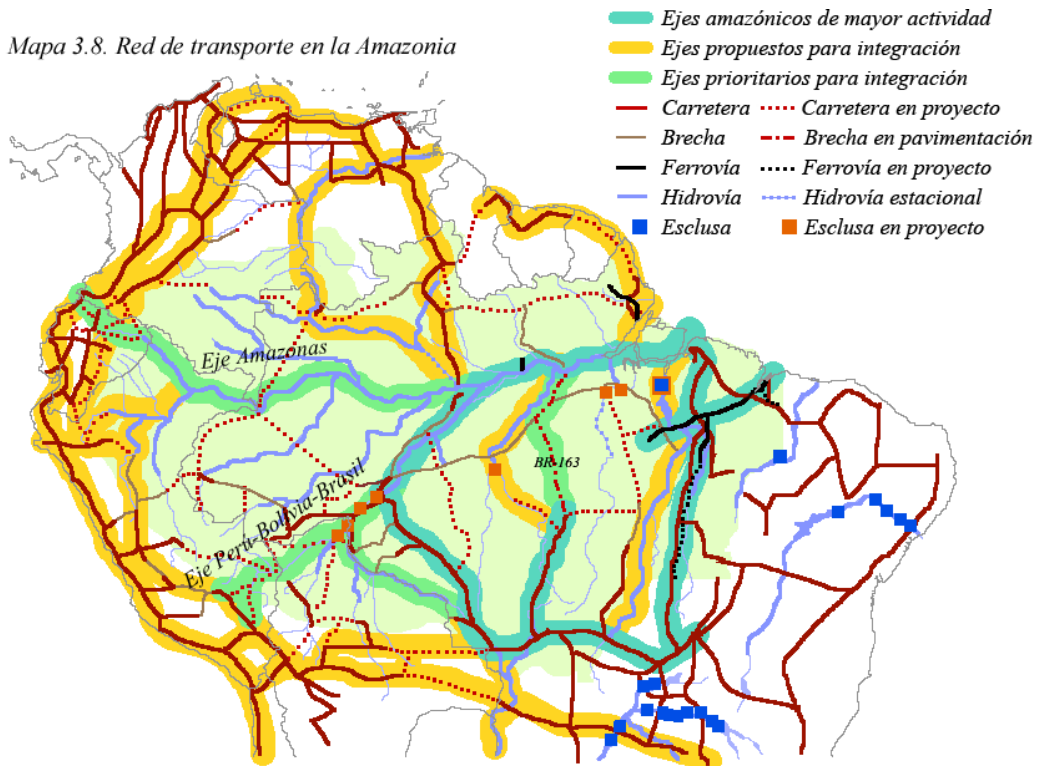 Mapa 3.8. Red de transporte en la Amazonia
Ejes amazónicos de mayor actividad
Ejes propuestos para integración
Ejes prioritarios para integración
Carretera
Carretera en proyecto
Brecha
Brecha en pavimentación
Ferrovía
Ferrovía en proyecto
Hidrovía
Hidrovía estacional
Esclusa
Esclusa en proyecto
Eje Amazonas
BR-163
Eje Perú-Bolivia-Brasil